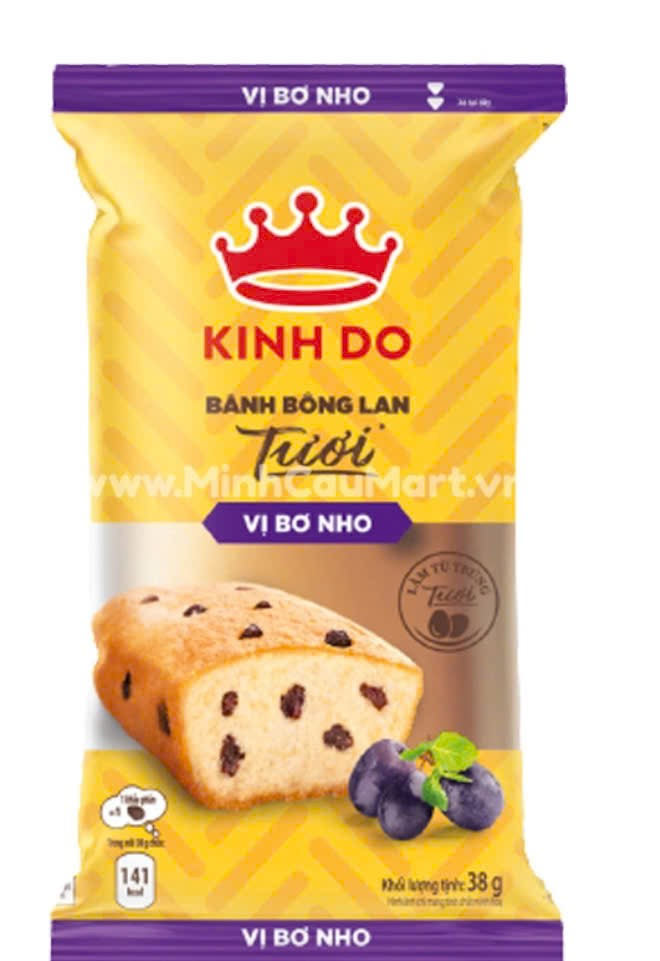 VỊ BƠ NHO
KINH DO
BÁNH BÔNG LAN
Tươi
www.MinhCauMart.vn
VỊ BƠ NHO
LÀM TỪ TRỨNG
Tươi
141
kcal
Khối lượng tịnh: 38 g
VỊ BƠ NHO